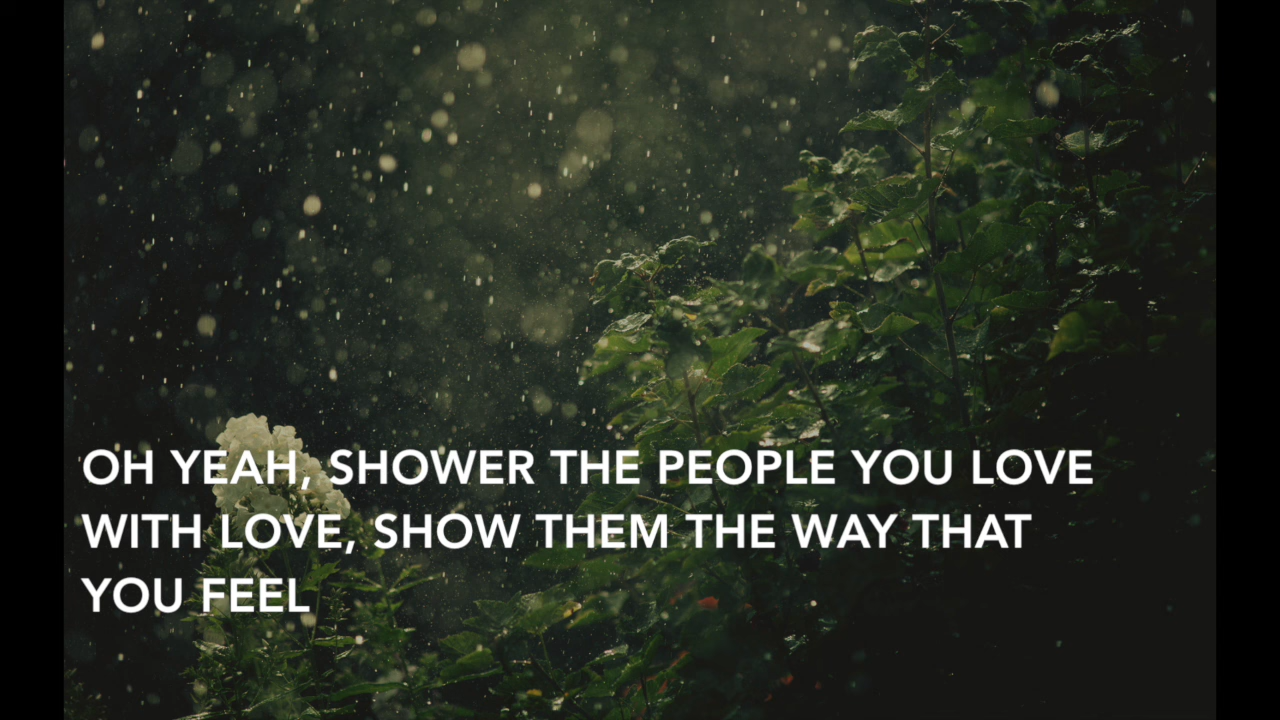 OH YEAH, SHOWER THE PEOPLE YOU LOVE
WITH LOVE, SHOW THEM THE WAY THAT
YOU FEEL